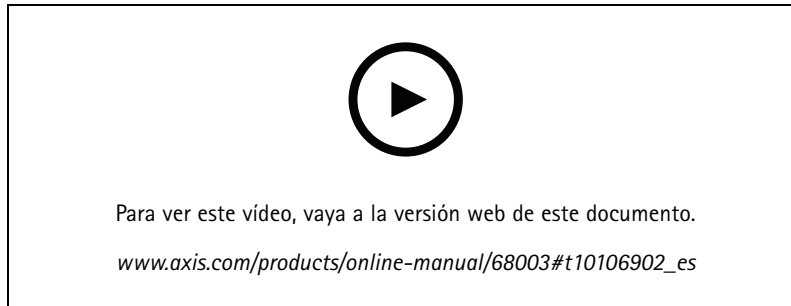 Para ver este vídeo, vaya a la versión web de este documento.
www.axis.com/products/online-manual/68003#t10106902_es